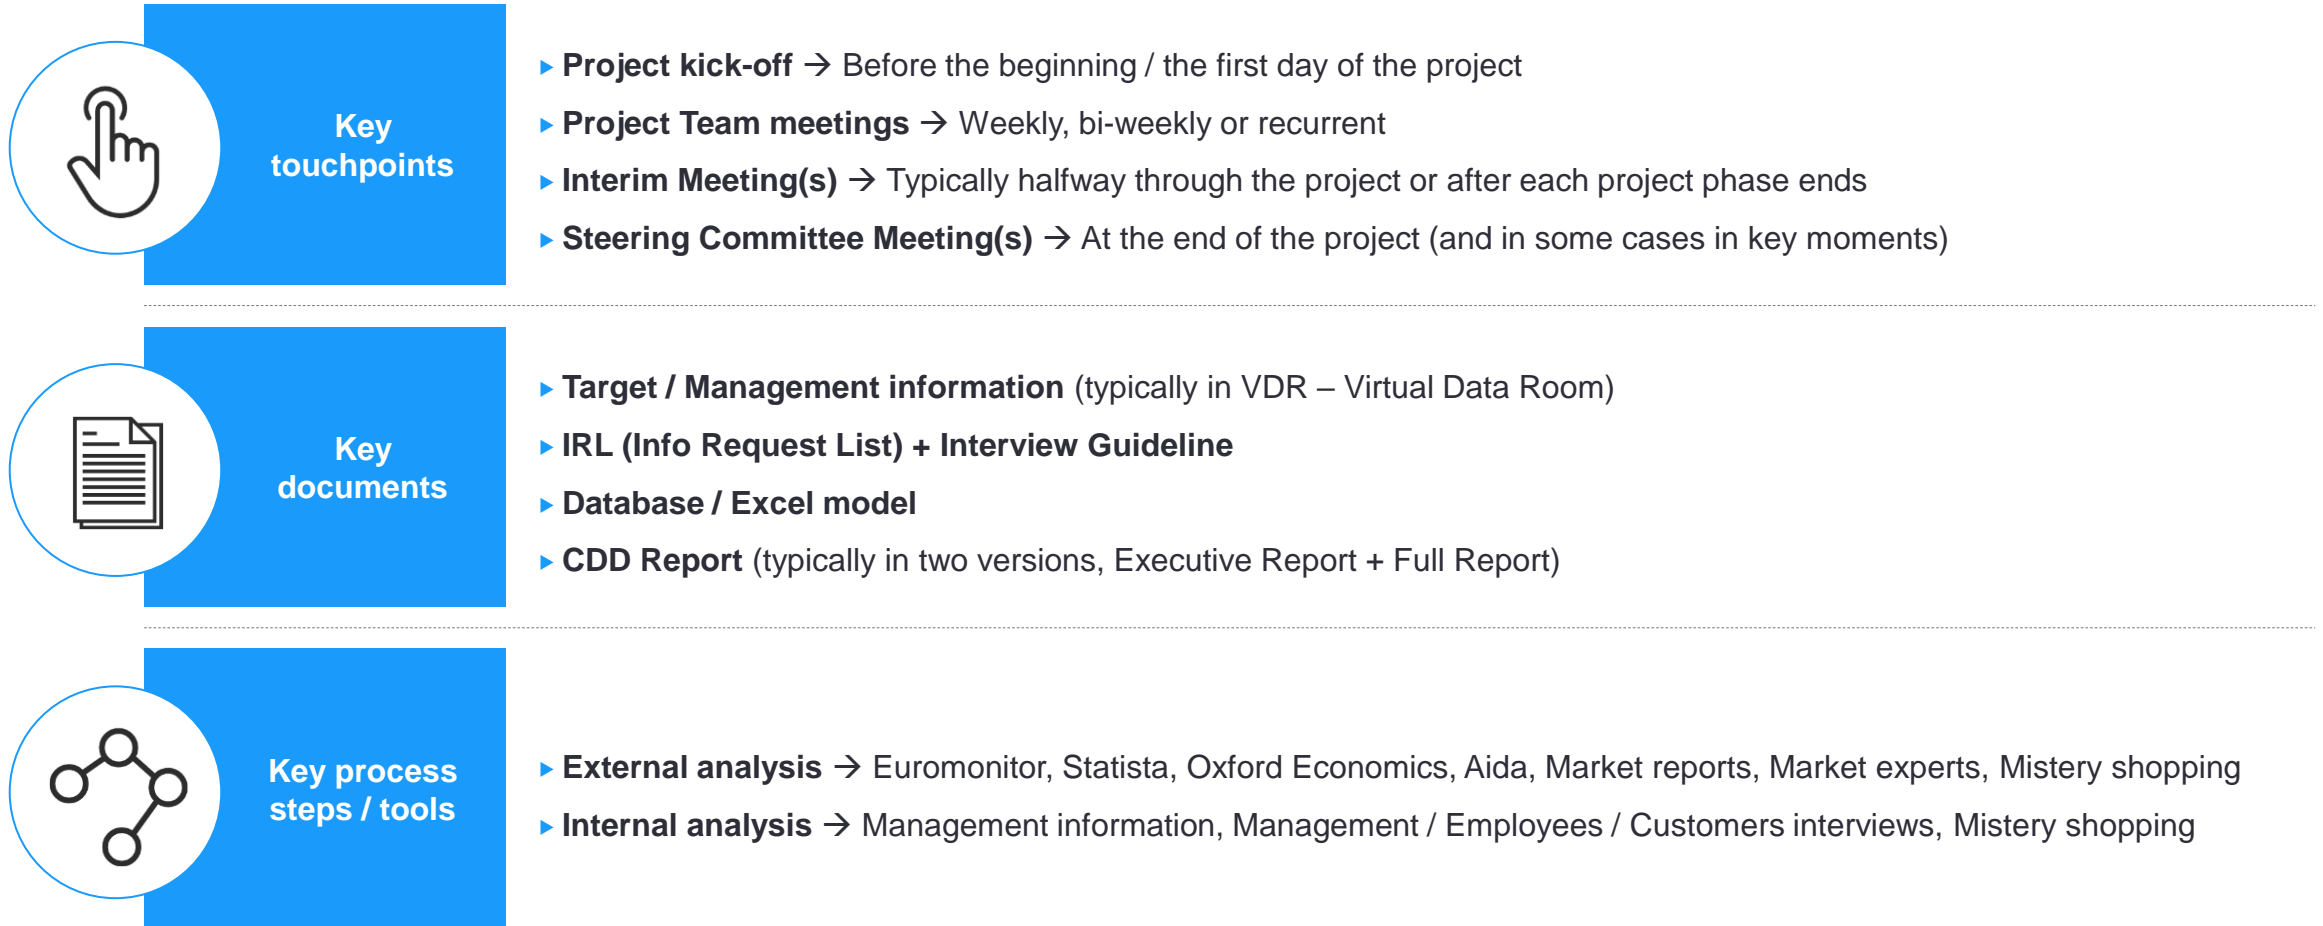 Key
touchpoints
▸ Project kick-off → Before the beginning / the first day of the project
▸ Project Team meetings → Weekly, bi-weekly or recurrent
▸ Interim Meeting(s) → Typically halfway through the project or after each project phase ends
▸ Steering Committee Meeting(s) → At the end of the project (and in some cases in key moments)
Key
documents
▸ Target / Management information (typically in VDR – Virtual Data Room)
▸ IRL (Info Request List) + Interview Guideline
▸ Database / Excel model
▸ CDD Report (typically in two versions, Executive Report + Full Report)
Key process
steps / tools
▸ External analysis → Euromonitor, Statista, Oxford Economics, Aida, Market reports, Market experts, Mistery shopping
▸ Internal analysis → Management information, Management / Employees / Customers interviews, Mistery shopping